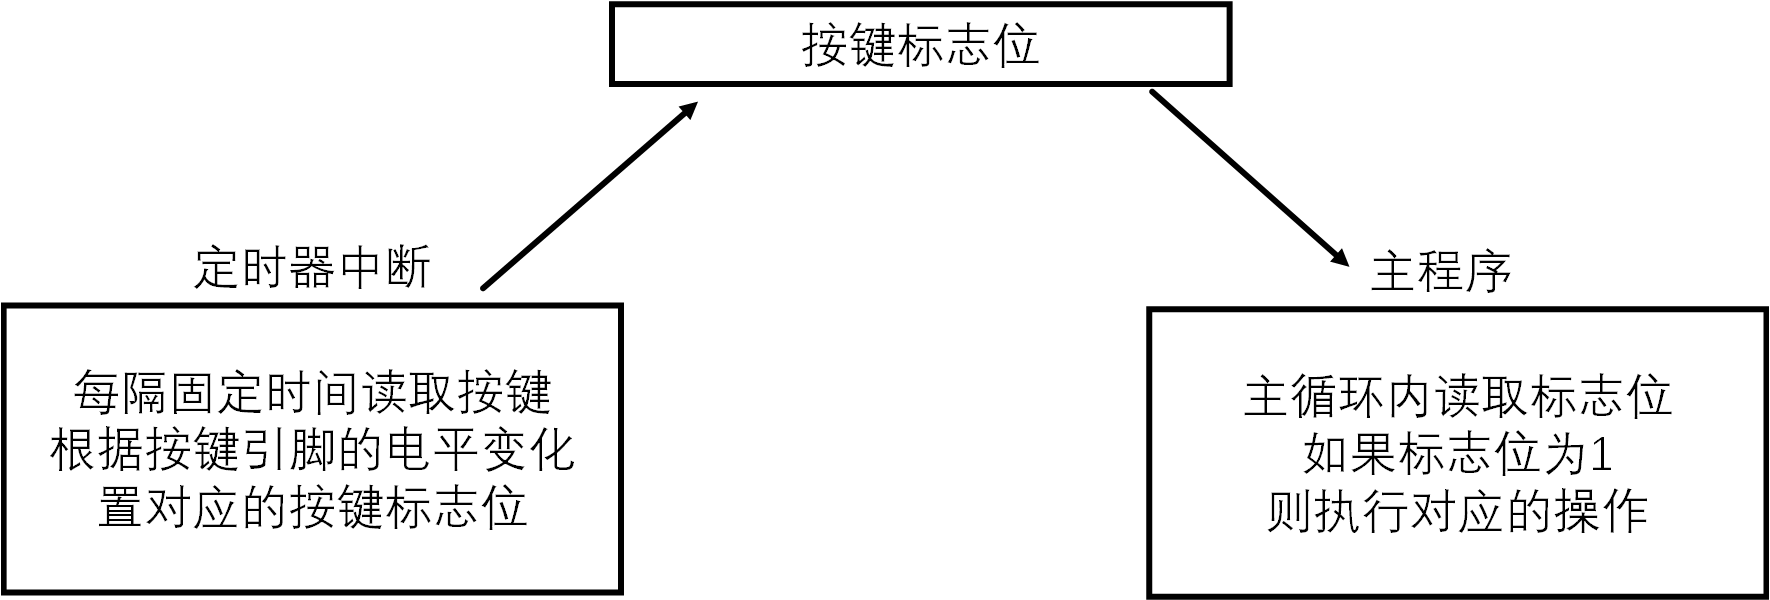 按键标志位
定时器中断
每隔固定时间读取按键
根据按键引脚的电平变化
置对应的按键标志位
主程序
主循环内读取标志位
如果标志位为1
则执行对应的操作